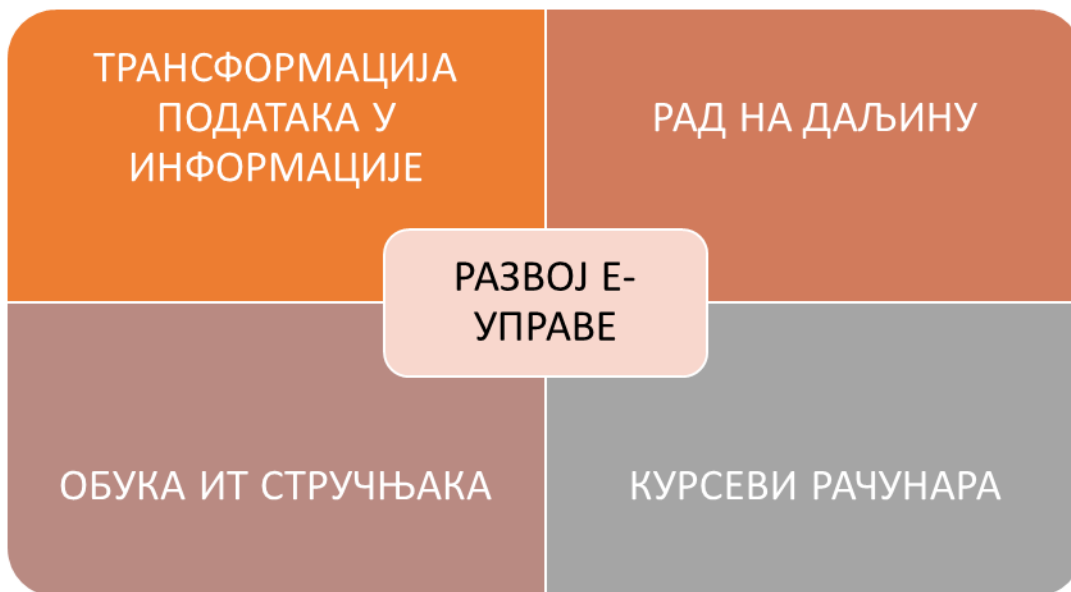 ТРАНСФОРМАЦИЈА
ПОДАТАКА У
ИНФОРМАЦИЈЕ
РАД НА ДАЉИНУ
РАЗВОЈ Е-
УПРАВЕ
ОБУКА ИТ СТРУЧЊАКА
КУРСЕВИ РАЧУНАРА